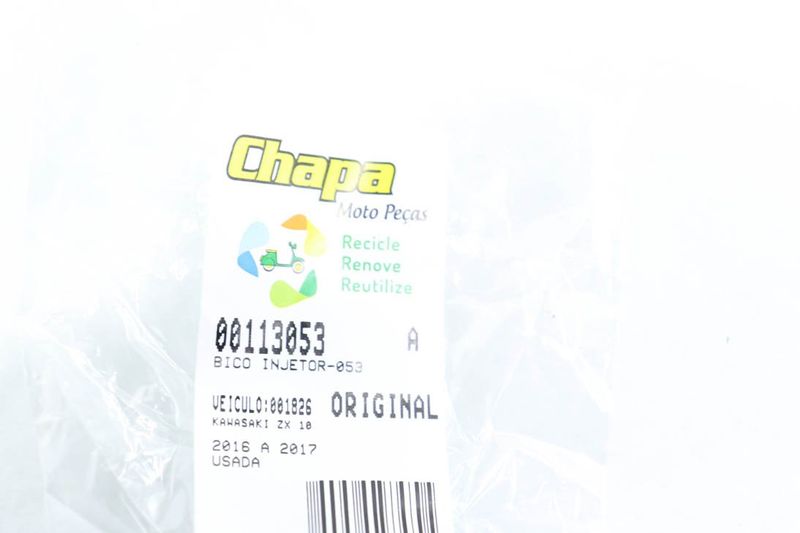 Chapa
Moto Peças
Recicle
Renove
Reutilize
00113053 A
BICO INJETOR-053
VEICULO:001826 ORIGINAL
KAWASAKI ZX 10
2016 A 2017
USADA